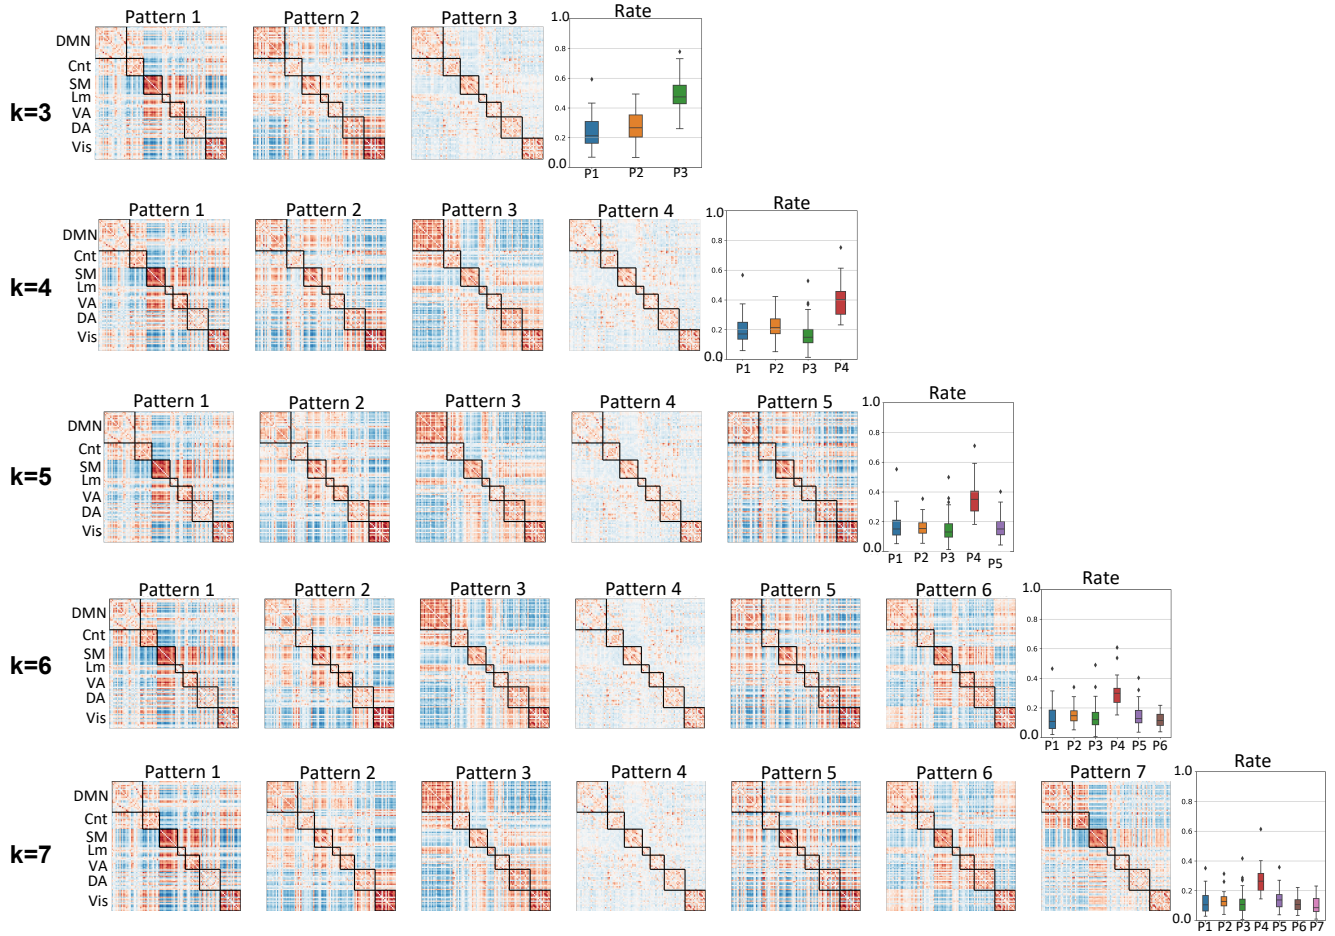 Pattern 1 Pattern 2 Pattern 3 Rate
k=3
DMN
Cnt
SM
Lm
VA
DA
Vis
1.0
0.8
0.6
0.4
0.2
0.0
P1 P2 P3
Pattern 1 Pattern 2 Pattern 3 Pattern 4 Rate
k=4
DMN
Cnt
SM
Lm
VA
DA
Vis
1.0
0.8
0.6
0.4
0.2
0.0
P1 P2 P3 P4
Pattern 1 Pattern 2 Pattern 3 Pattern 4 Pattern 5 Rate
k=5
DMN
Cnt
SM
Lm
VA
DA
Vis
1.0
0.8
0.6
0.4
0.2
0.0
P1 P2 P3 P4 P5
Pattern 1 Pattern 2 Pattern 3 Pattern 4 Pattern 5 Pattern 6 Rate
k=6
DMN
Cnt
SM
Lm
VA
DA
Vis
1.0
0.8
0.6
0.4
0.2
0.0
P1 P2 P3 P4 P5 P6
Pattern 1 Pattern 2 Pattern 3 Pattern 4 Pattern 5 Pattern 6 Pattern 7 Rate
k=7
DMN
Cnt
SM
Lm
VA
DA
Vis
1.0
0.8
0.6
0.4
0.2
0.0
P1 P2 P3 P4 P5 P6 P7